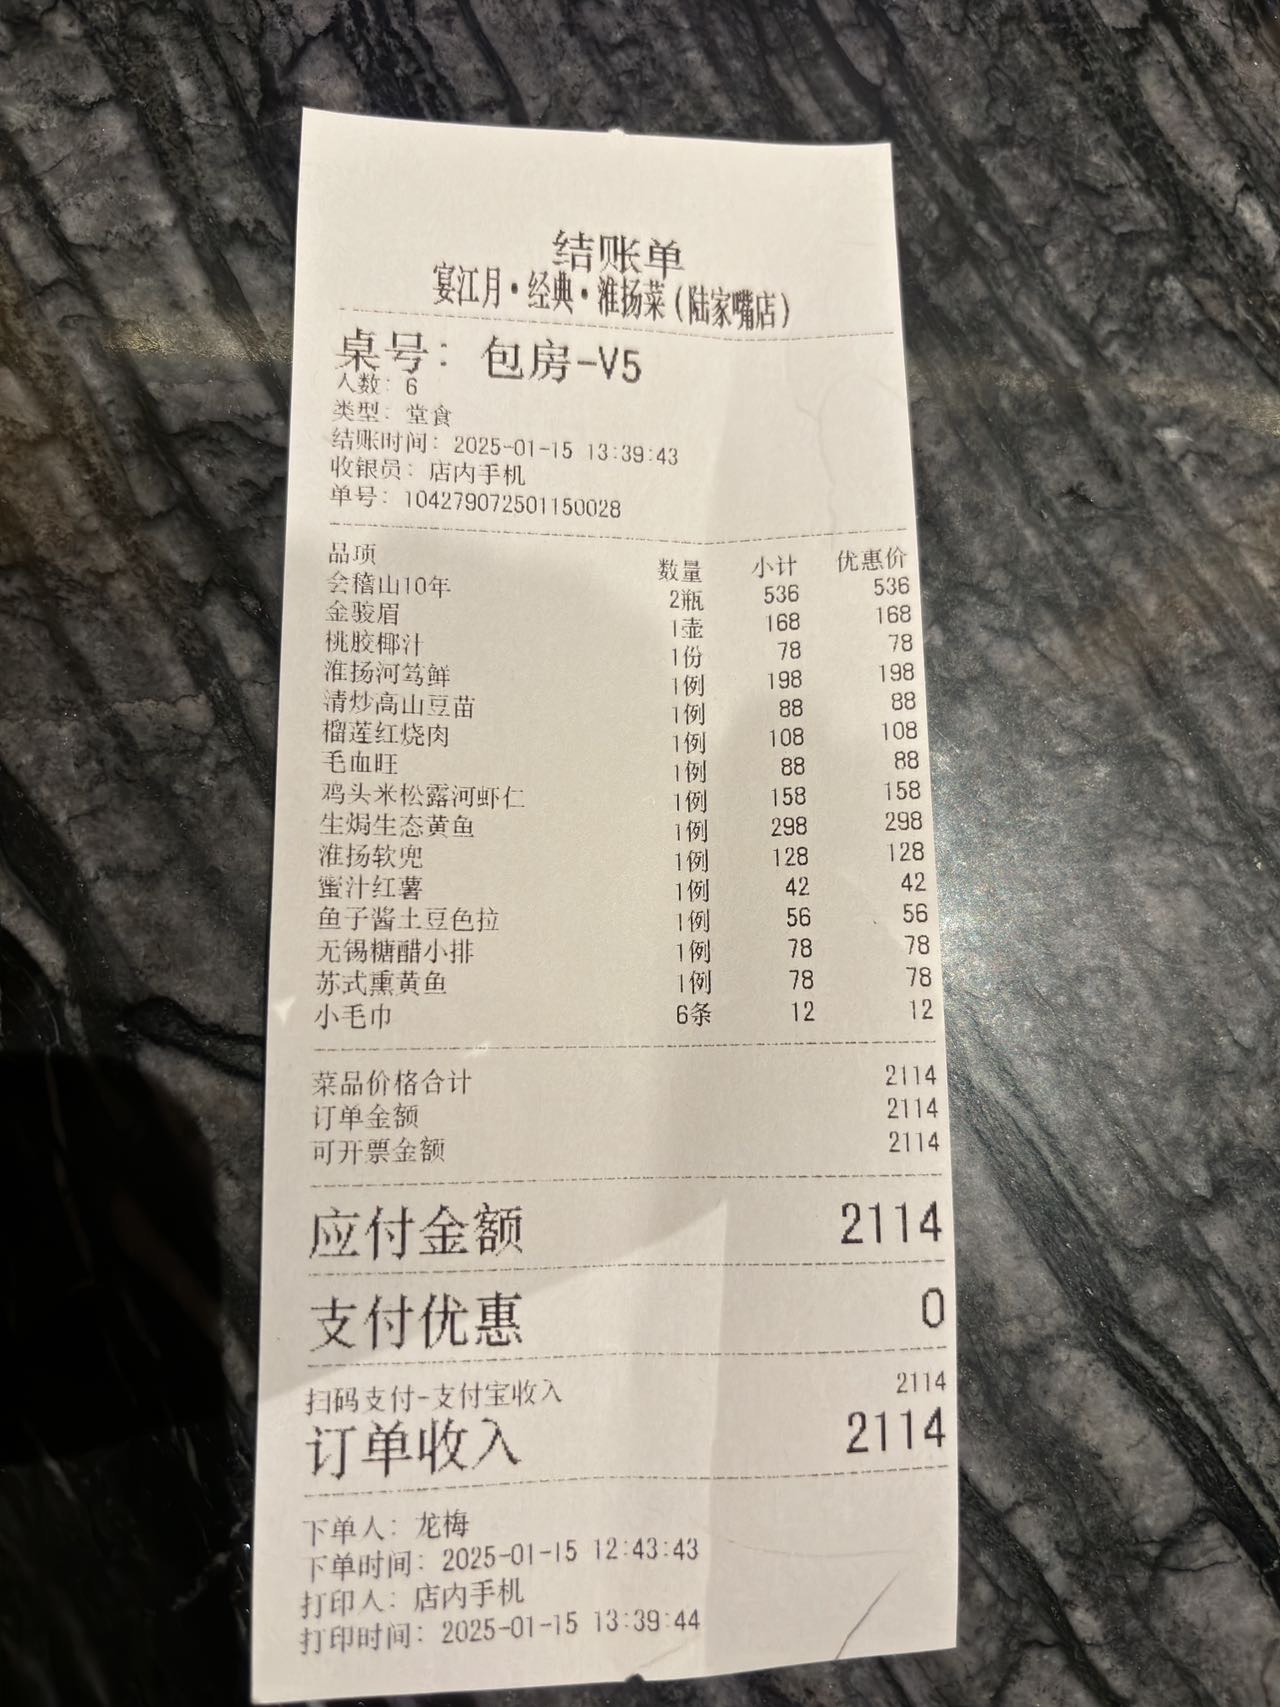 结账单
宴江月·经典·淮扬菜(陆家嘴店)
桌号: 包房-V5
人数: 6
类型: 堂食
结账时间: 2025-01-15 13:39:43
收银员: 店内手机
单号: 104279072501150028
品项 数量 小计 优惠价
会稽山10年 2瓶 536 536
金骏眉 1壶 168 168
桃胶椰汁 1份 78 78
淮扬河笃鲜 1例 198 198
清炒高山豆苗 1例 88 88
榴莲红烧肉 1例 108 108
毛血旺 1例 88 88
鸡头米松露河虾仁 1例 158 158
生焗生态黄鱼 1例 298 298
淮扬软兜 1例 128 128
蜜汁红薯 1例 42 42
鱼子酱土豆色拉 1例 56 56
无锡糖醋小排 1例 78 78
苏式熏黄鱼 1例 78 78
小毛巾 6条 12 12
菜品价格合计 2114
订单金额 2114
可开票金额 2114
应付金额 2114
支付优惠 0
扫码支付-支付宝收入 2114
订单收入 2114
下单人: 龙梅
下单时间: 2025-01-15 12:43:43
打印人: 店内手机
打印时间: 2025-01-15 13:39:44